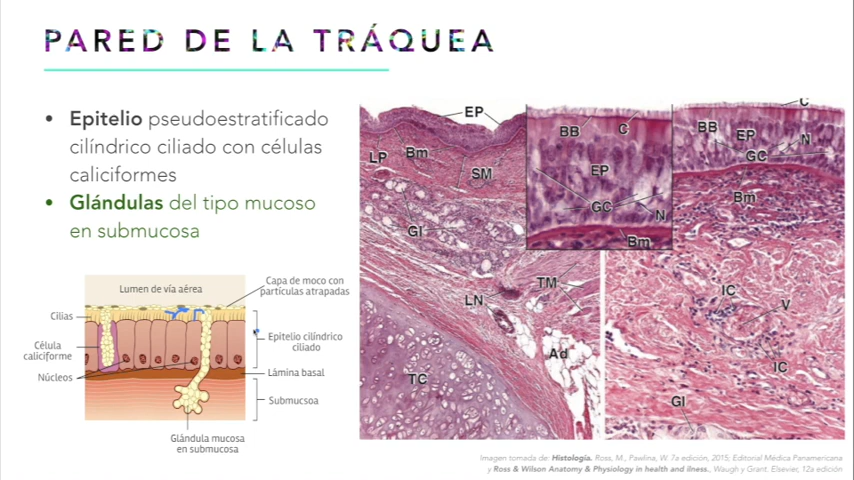 PARED DE LA TRÁQUEA
• Epitelio pseudoestratificado
cilíndrico ciliado con células
caliciformes
• Glándulas del tipo mucoso
en submucosa
Lumen de vía aérea
Capa de moco con
partículas atrapadas
Cilias
Célula
caliciforme
Núcleos
Epitelio cilíndrico
ciliado
Lámina basal
Submucsoa
Glándula mucosa
en submucosa
EP
LP
Bm
SM
Gl
LN
TM
Ad
TC
BB
C
EP
GC
N
Bm
C
BB
EP
N
GC
Bm
IC
V
IC
Gl
Imagen tomada de: Histología. Ross, M., Pawlina, W. 7a edición, 2015; Editorial Médica Panamericana
y Ross & Wilson Anatomy & Physiology in health and ilness., Waugh y Grant. Elsevier, 12a edición